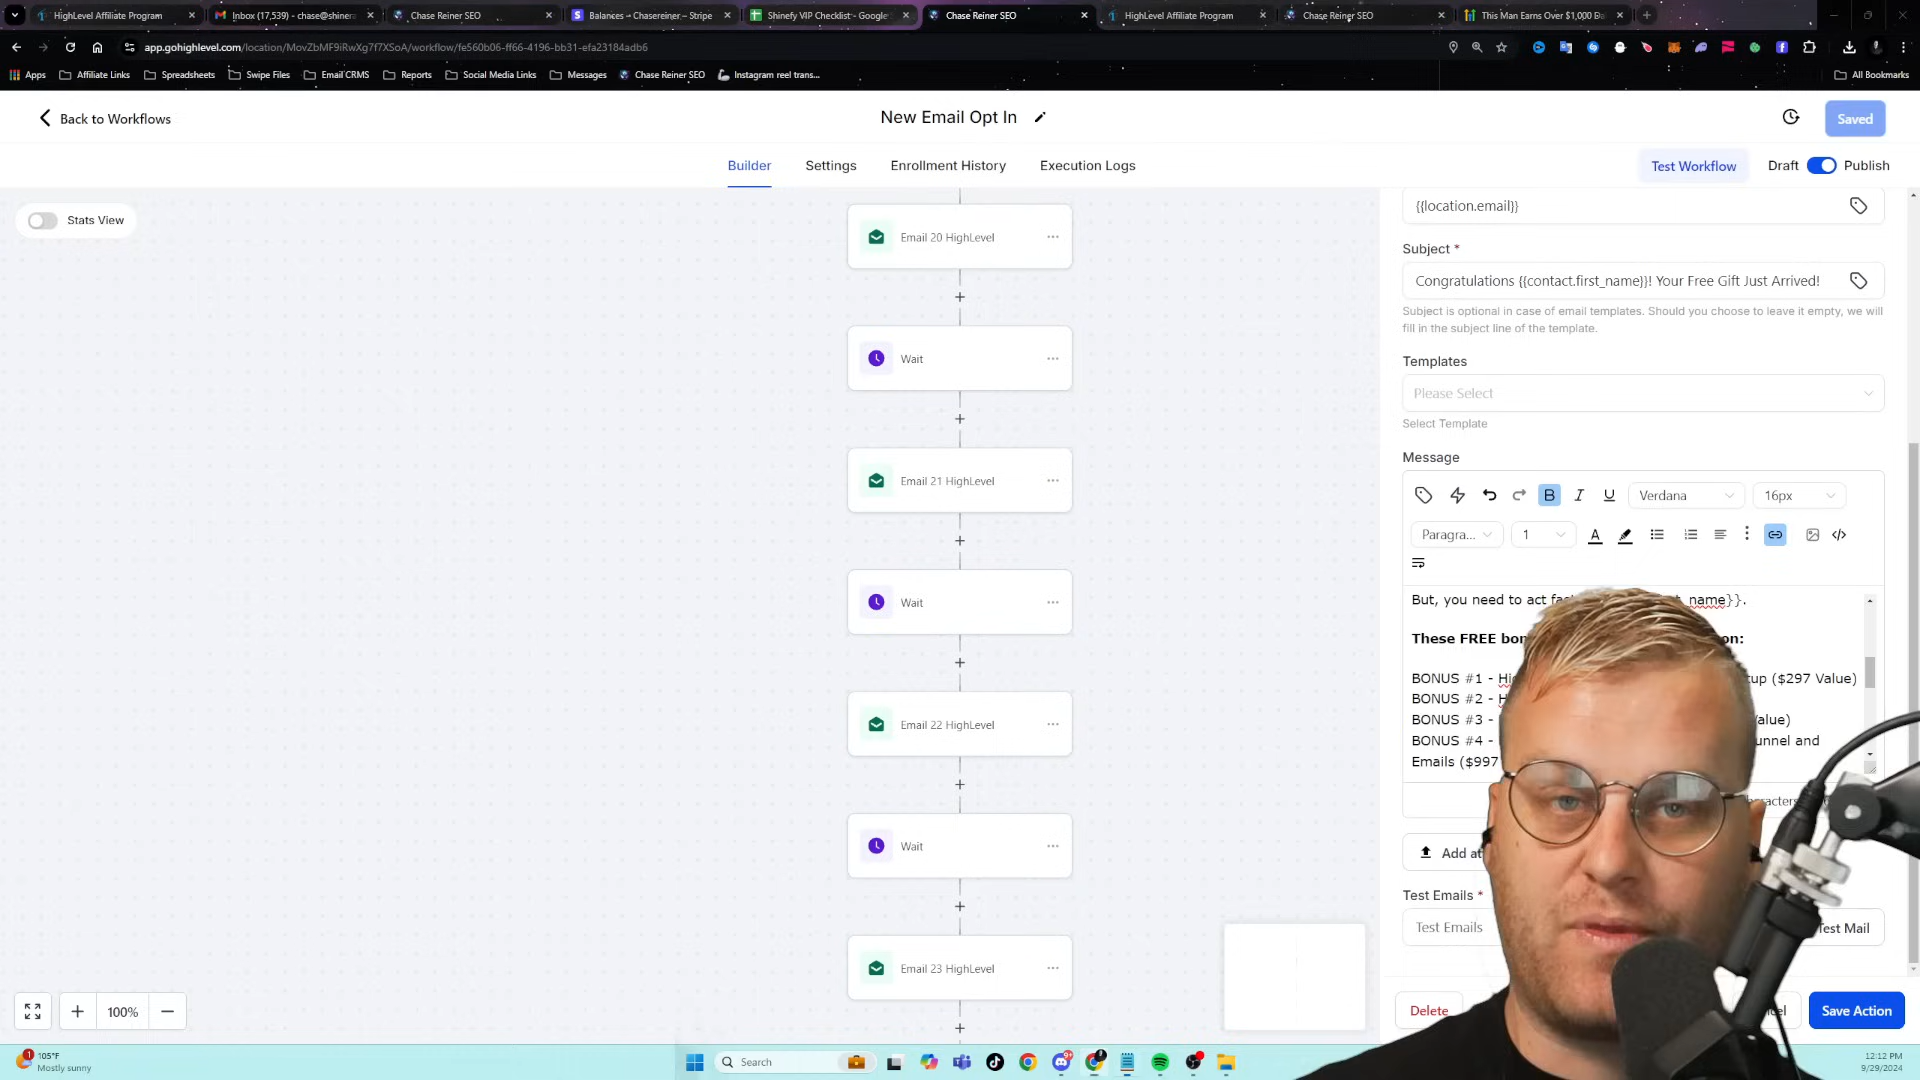 HighLevel Affiliate Program
Inbox (17,539) - chase@shinera
Chase Reiner SEO
Balances – Chasereiner – Stripe
Shinefy VIP Checklist - Google
Chase Reiner SEO
HighLevel Affiliate Program
Chase Reiner SEO
This Man Earns Over $1,000 Da
app.gohighlevel.com/location/MovZbMF9iRwXg7f7XSoA/workflow/fe560b06-ff66-4196-bb31-efa23184adb6
Apps
Affiliate Links
Spreadsheets
Swipe Files
Email CRMS
Reports
Social Media Links
Messages
Chase Reiner SEO
Instagram reel trans...
All Bookmarks
Back to Workflows
New Email Opt In
Saved
Builder
Settings
Enrollment History
Execution Logs
Test Workflow
Draft
Publish
Stats View
Email 20 HighLevel
Wait
Email 21 HighLevel
Wait
Email 22 HighLevel
Wait
Email 23 HighLevel
100%
{{location.email}}
Subject *
Congratulations {{contact.first_name}}! Your Free Gift Just Arrived!
Subject is optional in case of email templates. Should you choose to leave it empty, we will
fill in the subject line of the template.
Templates
Please Select
Select Template
Message
B I U Verdana 16px
Paragra... 1 A
But, you need to act name}}.
These FREE on:
BONUS #1 - ($297 Value)
BONUS #2 -
BONUS #3 -
BONUS #4 - and
Emails ($997
Add
Test Emails *
Test Emails
Test Mail
Delete
Save Action
1
105°F
Mostly sunny
Search
12:12 PM
9/29/2024